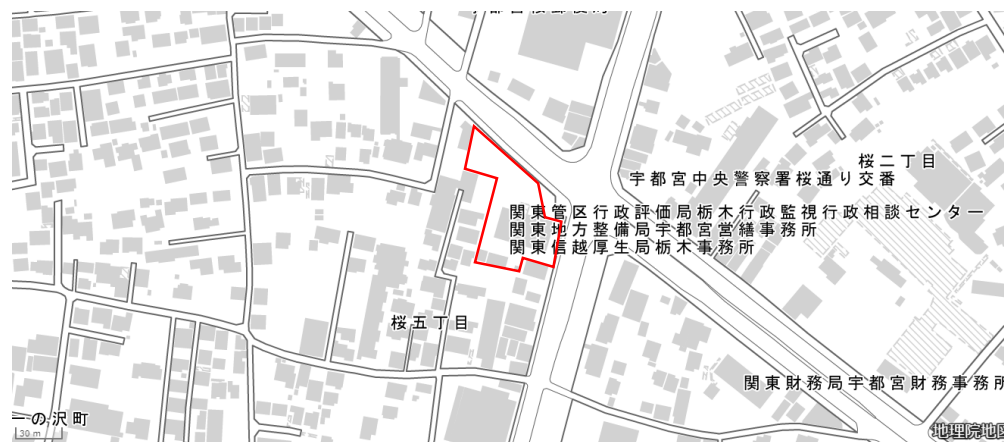 桜二丁目
宇都宮中央警察署桜通り交番
関東管区行政評価局栃木行政監視行政相談センター
関東地方整備局宇都宮営繕事務所
関東信越厚生局栃木事務所
桜五丁目
関東財務局宇都宮財務事務所
一の沢町
30 m
地理院地図